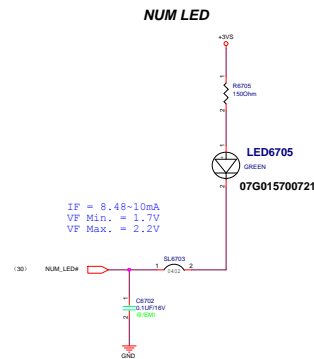 NUM LED
+3VS
1
R6705
150Ohm
2
1
LED6705
GREEN
2
07G015700721
IF = 8.48~10mA
VF Min. = 1.7V
VF Max. = 2.2V
(30) NUM_LED#
SL6703
1 2
0402
1
C6702
0.1UF/16V
2
GND